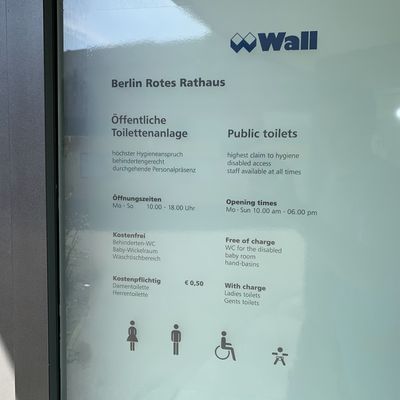 Wall
Berlin Rotes Rathaus
Öffentliche
Toilettenanlage
höchster Hygieneanspruch
behindertengerecht
durchgehende Personalpräsenz
Öffnungszeiten
Mo - So 10.00 - 18.00 Uhr
Kostenfrei
Behinderten-WC
Baby-Wickelraum
Waschtischbereich
Kostenpflichtig € 0,50
Damentoilette
Herrentoilette
Public toilets
highest claim to hygiene
disabled access
staff available at all times
Opening times
Mo - Sun 10.00 am - 06.00 pm
Free of charge
WC for the disabled
baby room
hand-basins
With charge
Ladies toilets
Gents toilets